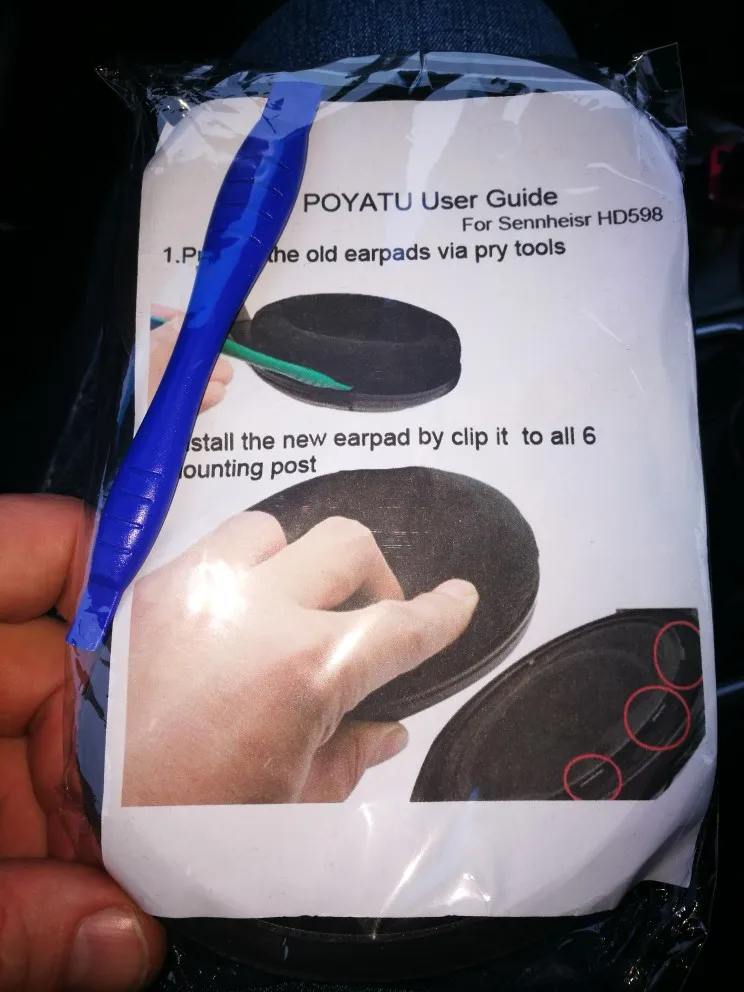 POYATU User Guide
For Sennheisr HD598
1.Pr the old earpads via pry tools
stall the new earpad by clip it to all 6
ounting post